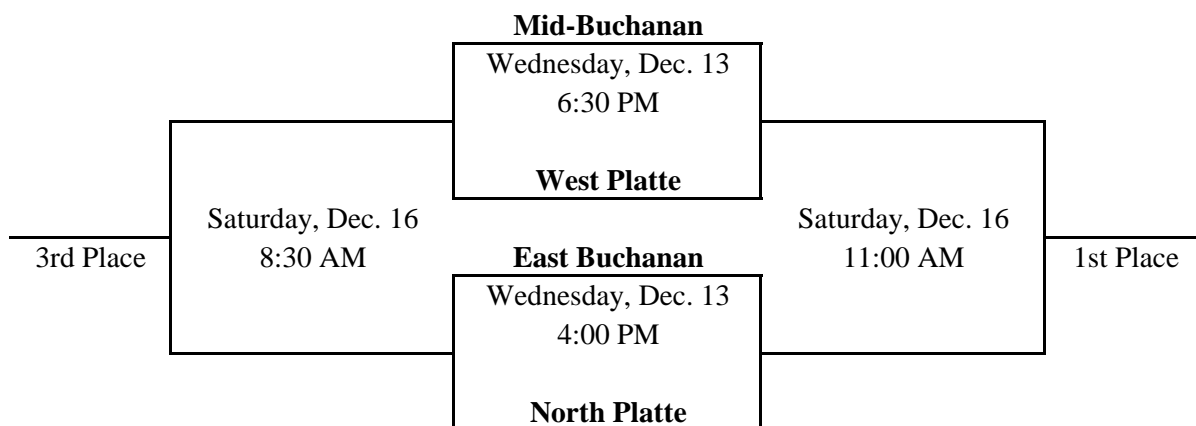 Mid-Buchanan
Wednesday, Dec. 13
6:30 PM
West Platte
Saturday, Dec. 16
8:30 AM
3rd Place
Saturday, Dec. 16
11:00 AM
1st Place
East Buchanan
Wednesday, Dec. 13
4:00 PM
North Platte